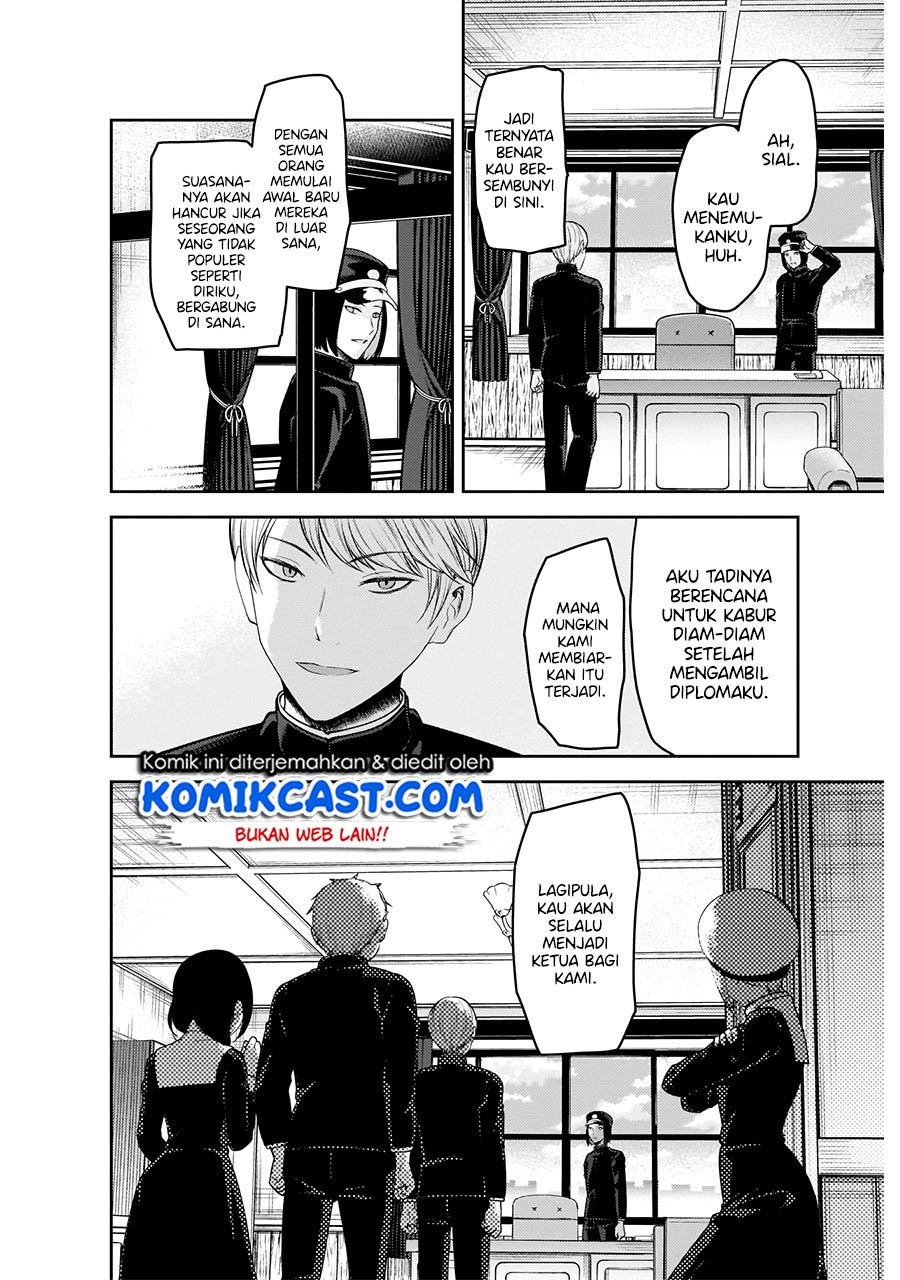 AH,
SIAL.
KAU
MENEMU-
KANKU,
HUH.
JADI
TERNYATA
BENAR
KAU BER-
SEMBUNYI
DI SINI.
DENGAN
SEMUA
ORANG
MEMULAI
AWAL BARU
MEREKA
DI LUAR
SANA,
SUASANA-
NYA AKAN
HANCUR JIKA
SESEORANG
YANG TIDAK
POPULER
SEPERTI
DIRIKU,
BERGABUNG
DI SANA.
AKU TADINYA
BERENCANA
UNTUK KABUR
DIAM-DIAM
SETELAH
MENGAMBIL
DIPLOMAKU.
MANA
MUNGKIN
KAMI
MEMBIAR-
KAN ITU
TERJADI.
Komik ini diterjemahkan & diedit oleh
KOMIKCAST.COM
BUKAN WEB LAIN!!
LAGIPULA,
KAU AKAN
SELALU
MENJADI
KETUA BAGI
KAMI.